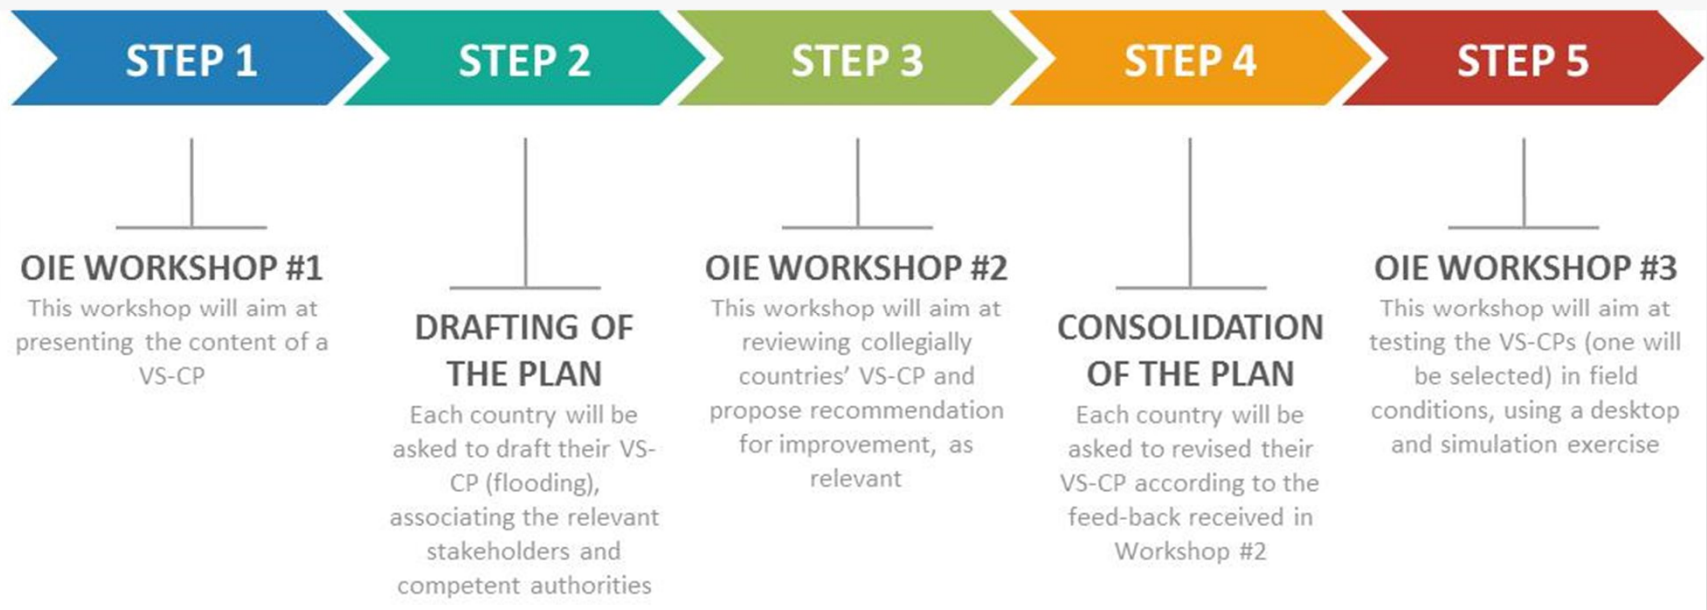 STEP 1
STEP 2
STEP 3
STEP 4
STEP 5
OIE WORKSHOP #1
This workshop will aim at
presenting the content of a
VS-CP
DRAFTING OF
THE PLAN
Each country will be
asked to draft their VS-
CP (flooding),
associating the relevant
stakeholders and
competent authorities
OIE WORKSHOP #2
This workshop will aim at
reviewing collegially
countries’ VS-CP and
propose recommendation
for improvement, as
relevant
CONSOLIDATION
OF THE PLAN
Each country will be
asked to revised their
VS-CP according to the
feed-back received in
Workshop #2
OIE WORKSHOP #3
This workshop will aim at
testing the VS-CPs (one will
be selected) in field
conditions, using a desktop
and simulation exercise